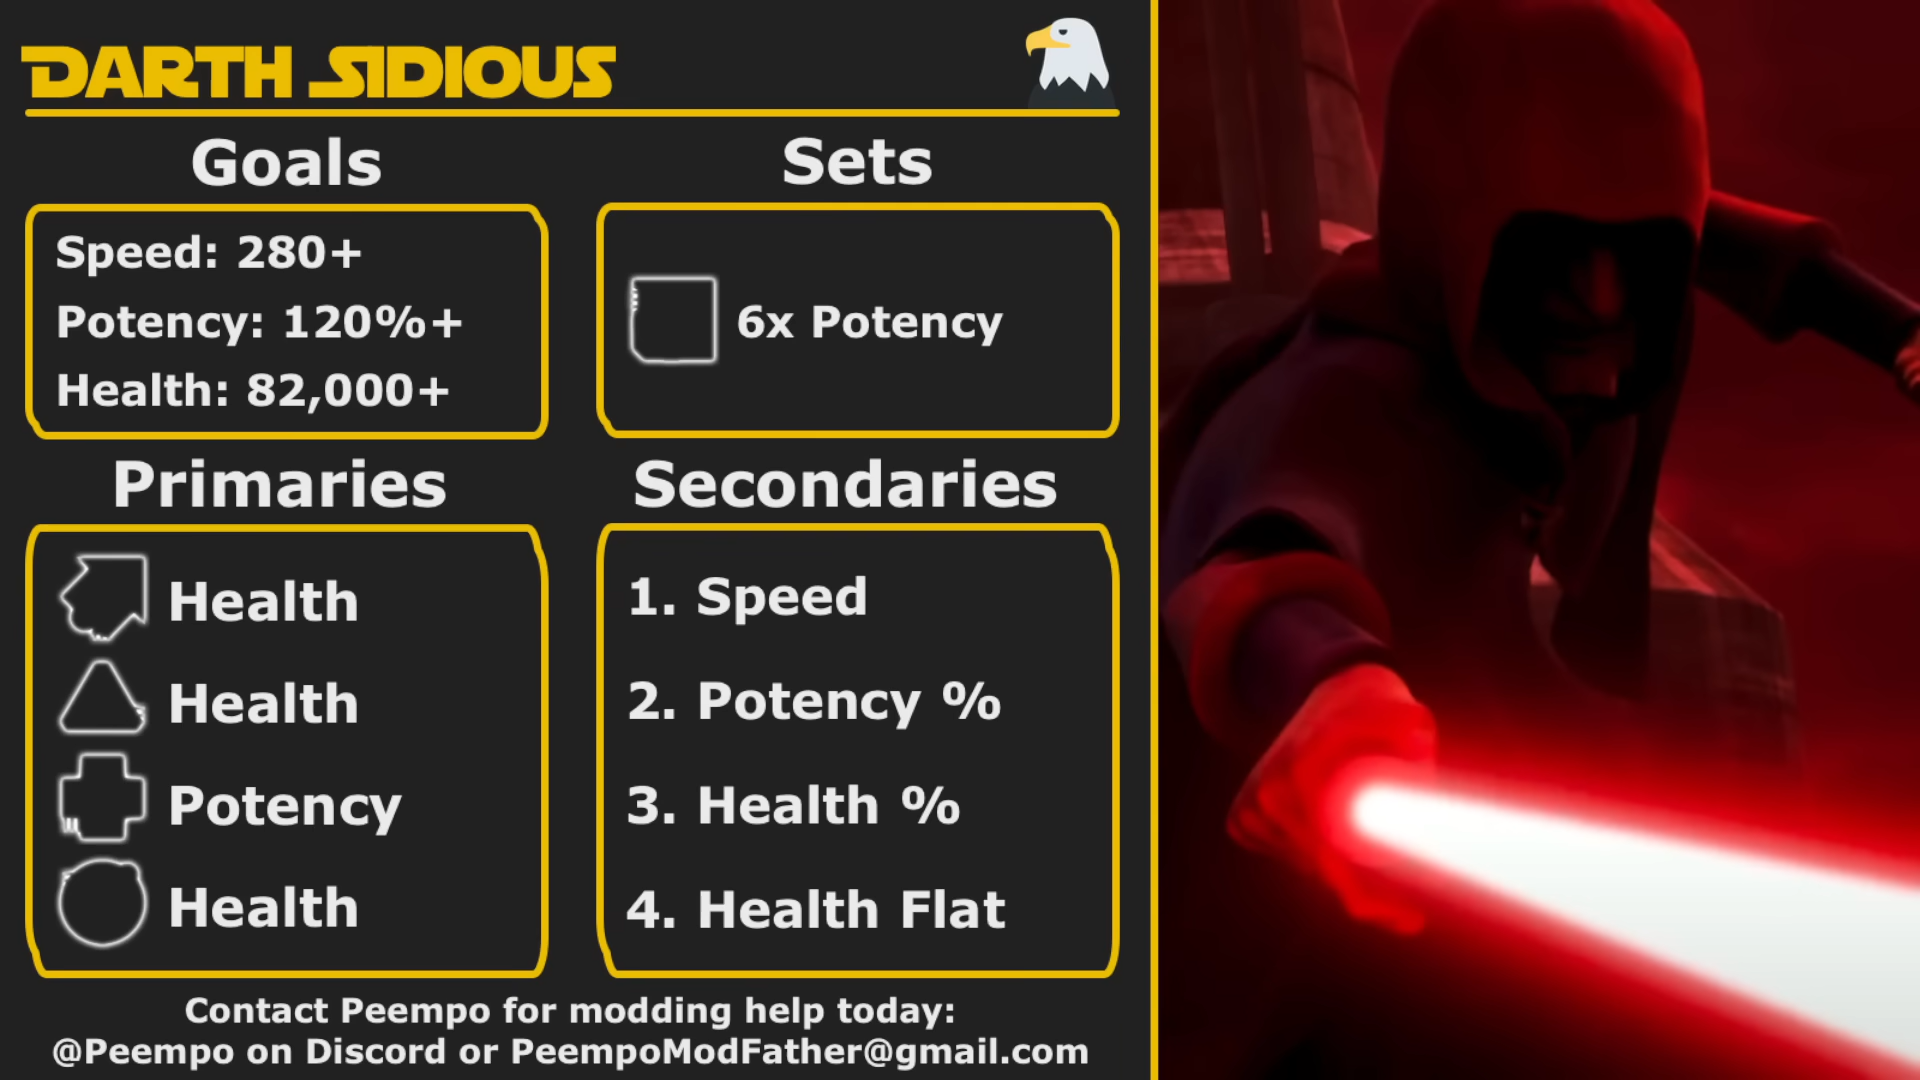 DARTH SIDIOUS
Goals
Speed: 280+
Potency: 120%+
Health: 82,000+
Sets
6x Potency
Primaries
Health
Health
Potency
Health
Secondaries
1. Speed
2. Potency %
3. Health %
4. Health Flat
Contact Peempo for modding help today:
@Peempo on Discord or PeempoModFather@gmail.com